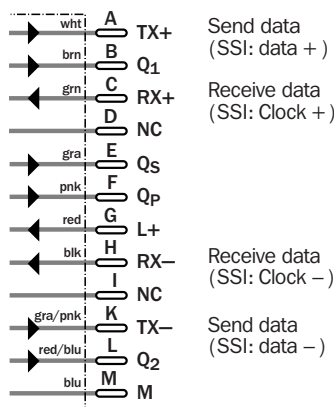 wht A TX+ Send data
(SSI: data +)
brn B Q1
grn C RX+ Receive data
(SSI: Clock +)
D NC
gra E QS
pnk F QP
red G L+
blk H RX– Receive data
(SSI: Clock –)
I NC
gra/pnk K TX– Send data
(SSI: data –)
red/blu L Q2
blu M M